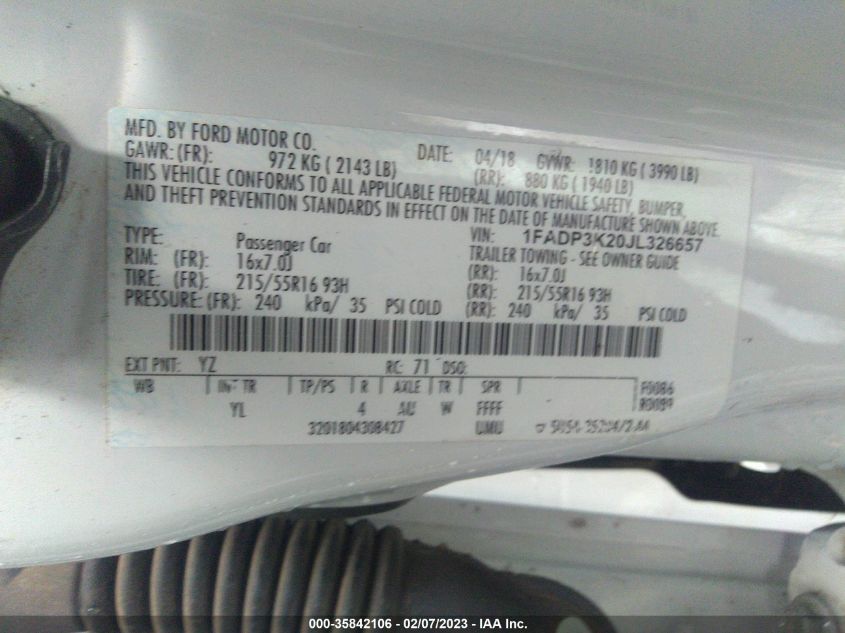 MFD. BY FORD MOTOR CO. DATE: 04/18 GVWR: 1810 KG ( 3990 LB)
GAWR: (FR): 972 KG ( 2143 LB) (RR): 880 KG ( 1940 LB)
THIS VEHICLE CONFORMS TO ALL APPLICABLE FEDERAL MOTOR VEHICLE SAFETY, BUMPER,
AND THEFT PREVENTION STANDARDS IN EFFECT ON THE DATE OF MANUFACTURE SHOWN ABOVE.
VIN: 1FADP3K20JL326657
TYPE: Passenger Car TRAILER TOWING - SEE OWNER GUIDE
RIM: (FR): 16x7.0J (RR): 16x7.0J
TIRE: (FR): 215/55R16 93H (RR): 215/55R16 93H
PRESSURE: (FR): 240 kPa/ 35 PSI COLD (RR): 240 kPa/ 35 PSI COLD
EXT PNT: YZ RC: 71 DSO:
WB INT TR TP/PS R AXLE TR SPR
YL 4 W FFFF
3201804308427
000-35842106 - 02/07/2023 - IAA Inc.